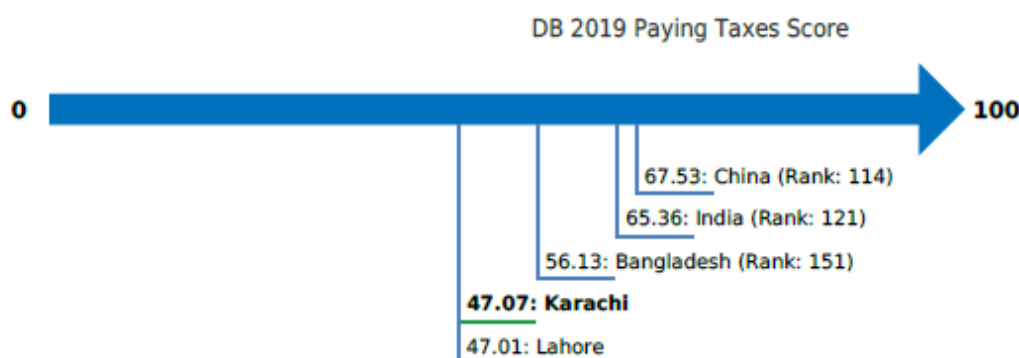 DB 2019 Paying Taxes Score
0
100
67.53: China (Rank: 114)
65.36: India (Rank: 121)
56.13: Bangladesh (Rank: 151)
47.07: Karachi
47.01: Lahore